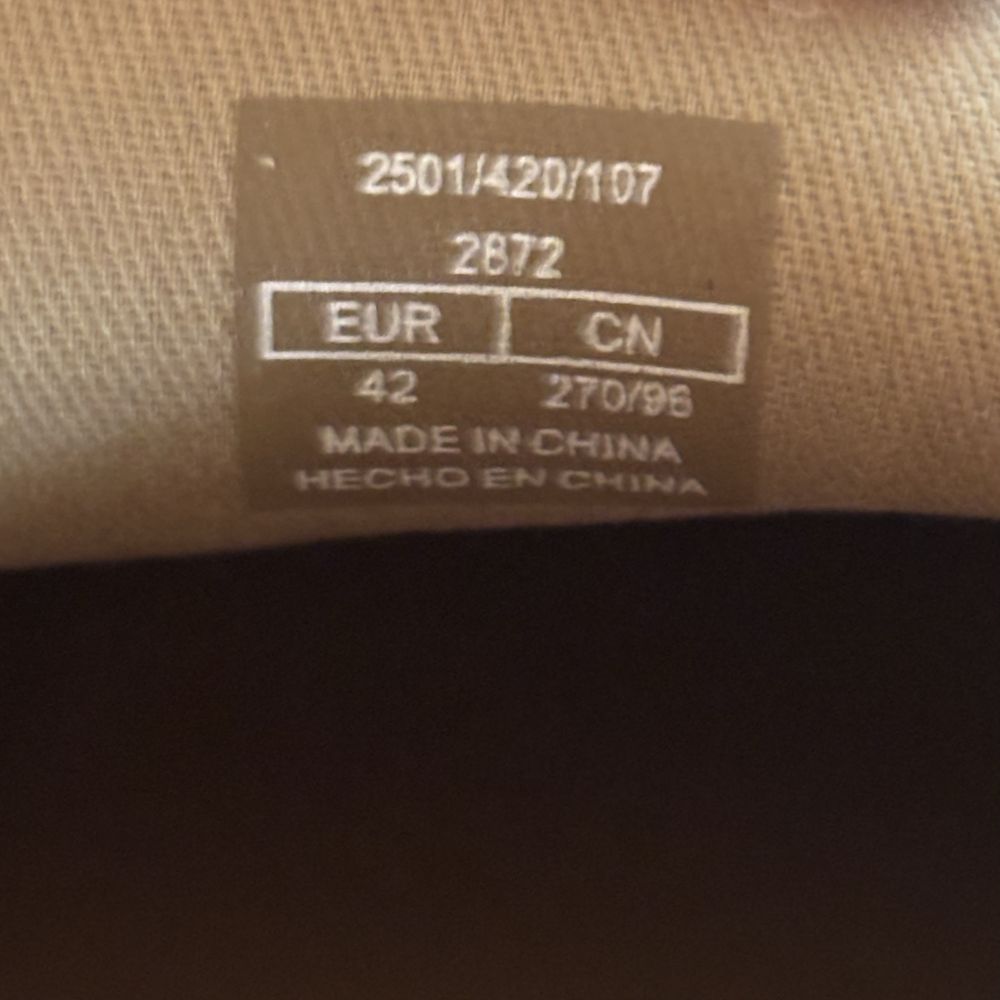 2501/420/107
2872
EUR CN
42 270/96
MADE IN CHINA
HECHO EN CHINA